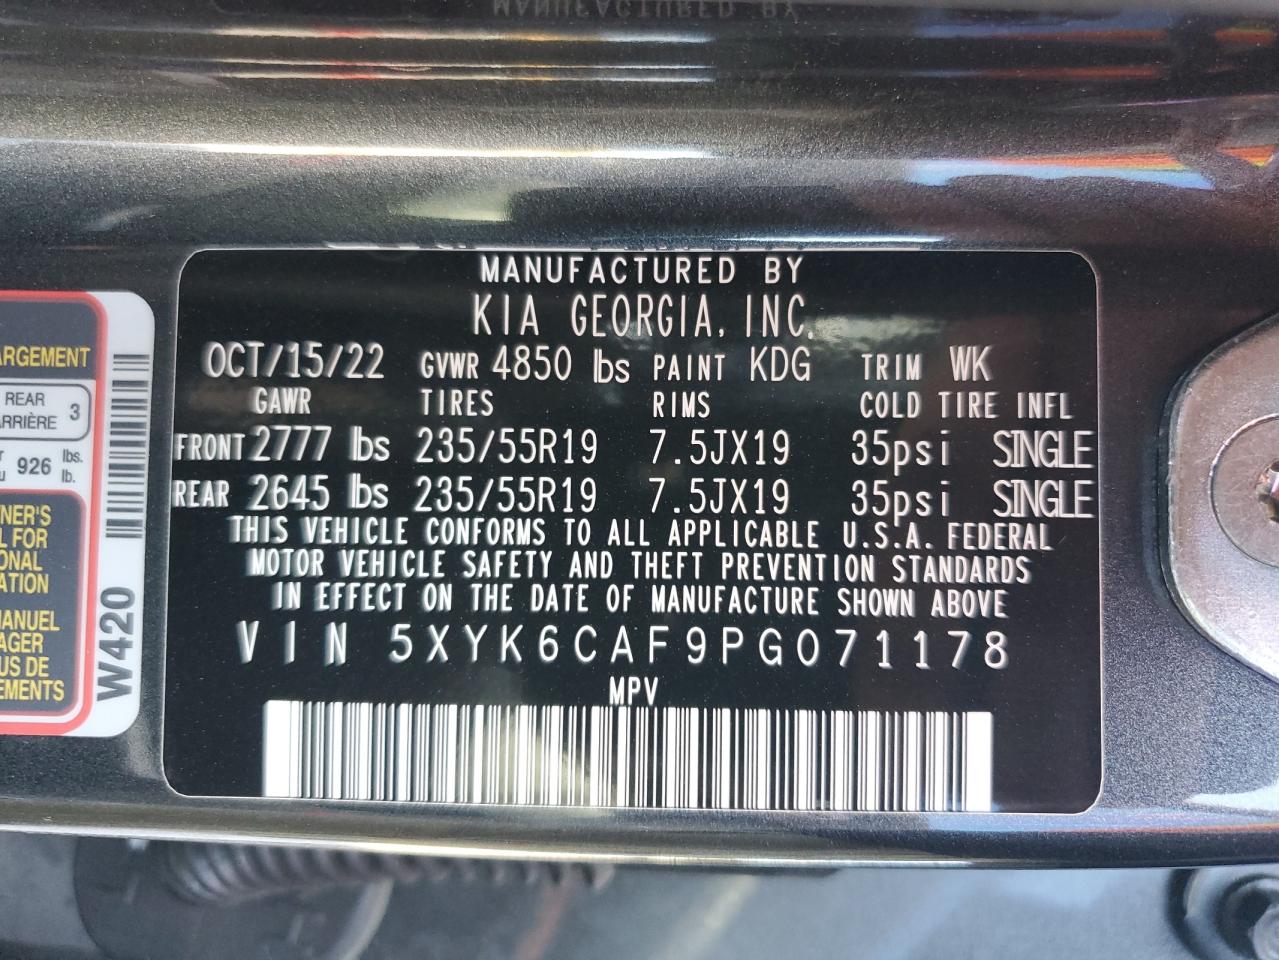 MANUFACTURED BY
MANUFACTURED BY
KIA GEORGIA, INC.
OCT/15/22 GVWR 4850 lbs PAINT KDG TRIM WK
GAWR TIRES RIMS COLD TIRE INFL
FRONT 2777 lbs 235/55R19 7.5JX19 35psi SINGLE
REAR 2645 lbs 235/55R19 7.5JX19 35psi SINGLE
THIS VEHICLE CONFORMS TO ALL APPLICABLE U.S.A. FEDERAL
MOTOR VEHICLE SAFETY AND THEFT PREVENTION STANDARDS
IN EFFECT ON THE DATE OF MANUFACTURE SHOWN ABOVE
VIN 5XYK6CAF9PG071178
MPV
ARGEMENT
REAR 3
ARRIÈRE
926 lbs.
lb.
NER'S
L FOR
IONAL
ATION
MANUEL
AGER
US DE
EMENTS
W420